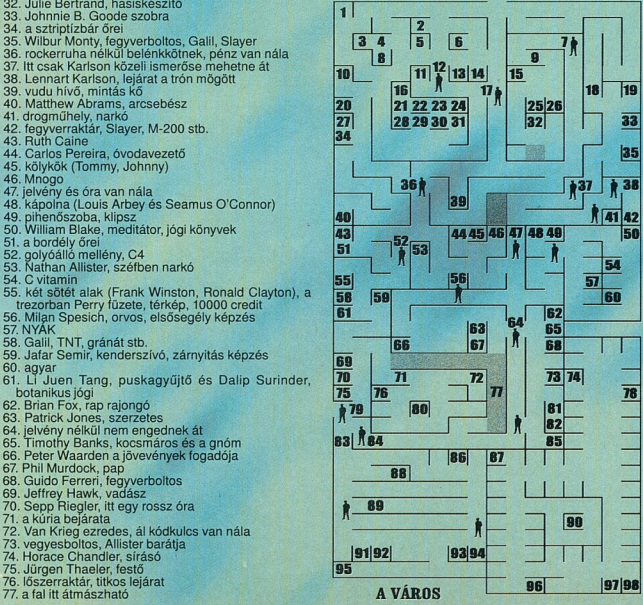 32. Julie Bertrand, hasiskészítő
33. Johnnie B. Goode szobra
34. a sztriptízbár őrei
35. Wilbur Monty, fegyverboltos, Galil, Slayer
36. rockerruha nélkül belénkkötnek, pénz van nála
37. Itt csak Karlson közeli ismerőse mehetne át
38. Lennart Karlson, lejárat a trón mögött
39. vudu hívő, mintás kő
40. Matthew Abrams, arcsebész
41. drogműhely, narkó
42. fegyverraktár, Slayer, M-200 stb.
43. Ruth Caine
44. Carlos Pereira, óvodavezető
45. kölykök (Tommy, Johnny)
46. Mnogo
47. jelvény és óra van nála
48. kápolna (Louis Arbey és Seamus O'Connor)
49. pihenőszoba, klipsz
50. William Blake, meditátor, jógi könyvek
51. a bordély őrei
52. golyóálló mellény, C4
53. Nathan Allister, széfben narkó
54. C vitamin
55. két sötét alak (Frank Winston, Ronald Clayton), a
trezorban Perry füzete, térkép, 10000 credit
56. Milan Spesich, orvos, elsősegély képzés
57. NYÁK
58. Galil, TNT, gránát stb.
59. Jafar Semir, kenderszívó, zárnyitás képzés
60. agyar
61. Li Juen Tang, puskagyűjtő és Dalip Surinder,
botanikus jógi
62. Brian Fox, rap rajongó
63. Patrick Jones, szerzetes
64. jelvény nélkül nem engednek át
65. Timothy Banks, kocsmáros és a gnóm
66. Peter Waarden a jövevények fogadója
67. Phil Murdock, pap
68. Guido Ferreri, fegyverboltos
69. Jeffrey Hawk, vadász
70. Sepp Riegler, itt egy rossz óra
71. a kúria bejárata
72. Van Krieg ezredes, ál kódkulcs van nála
73. vegyesboltos, Allister barátja
74. Horace Chandler, sírásó
75. Jürgen Thaeler, festő
76. lőszerraktár, titkos lejárat
77. a fal itt átmászható
1
2
3 4 5 6 7
8 9
10 11 12 13 14 15
16 17 18 19
20 21 22 23 24 25 26
27 28 29 30 31 32 33
34
35
36 37 38
39
40 41 42
43 44 45 46 47 48 49 50
51 52 53
54
55 56 57
58 59 60
61 62
63 64 65
66 67 68
69
70 71 72 73 74
75 76 77 78
79 80 81
82
83 84 85
86 87
88
89
90
91 92 93 94
95
96 97 98
A VÁROS